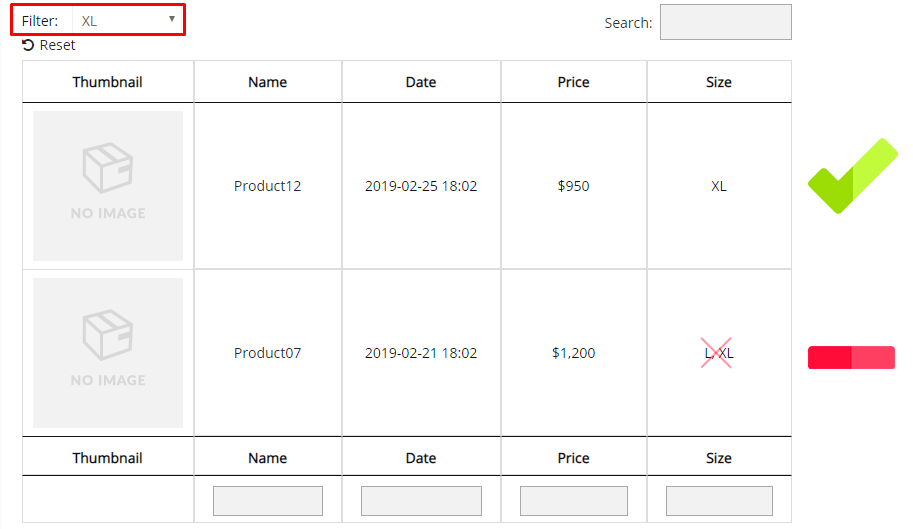 Filter: XL Search:
Reset
Thumbnail Name Date Price Size
NO IMAGE Product12 2019-02-25 18:02 $950 XL
NO IMAGE Product07 2019-02-21 18:02 $1,200 L, XL
Thumbnail Name Date Price Size